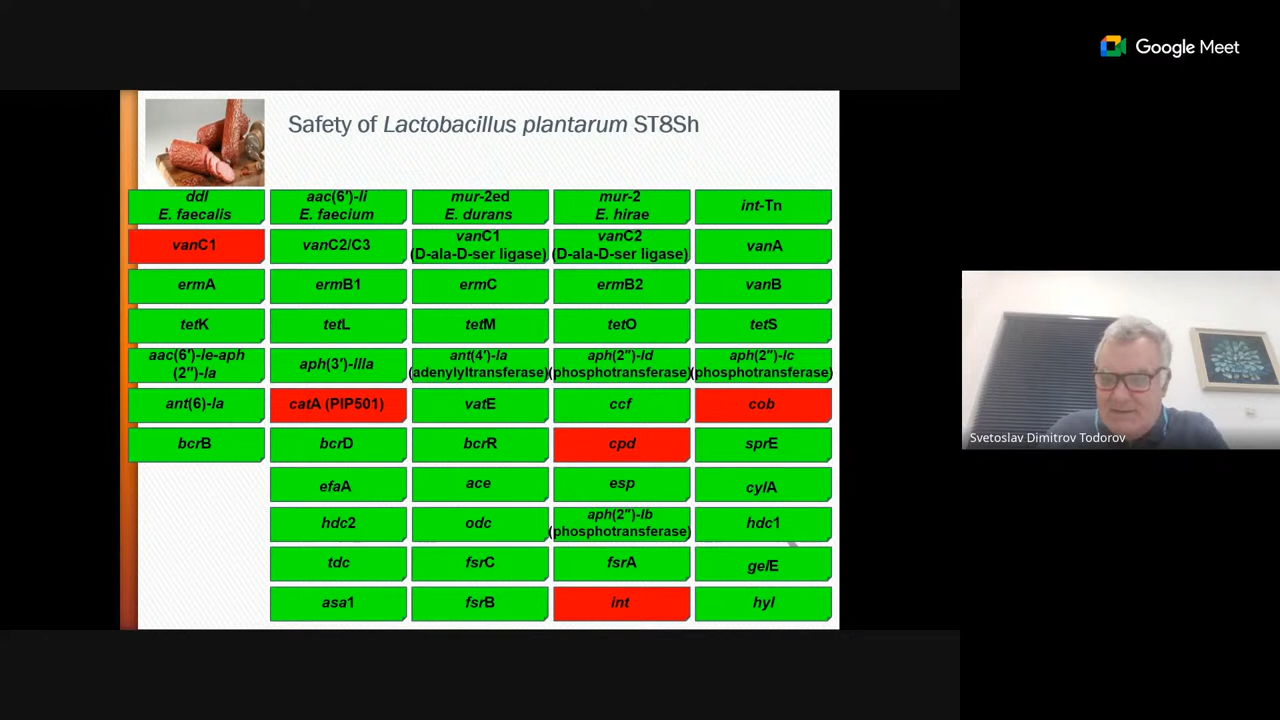 Google Meet
Safety of Lactobacillus plantarum ST8Sh
ddl
E. faecalis
aac(6′)-Ii
E. faecium
mur-2ed
E. durans
mur-2
E. hirae
int-Tn
vanC1
vanC2/C3
vanC1
(D-ala-D-ser ligase)
vanC2
(D-ala-D-ser ligase)
vanA
ermA
ermB1
ermC
ermB2
vanB
tetK
tetL
tetM
tetO
tetS
aac(6′)-Ie-aph
(2″)-Ia
aph(3′)-IIIa
ant(4′)-Ia
(adenylyltransferase)
aph(2″)-Id
(phosphotransferase)
aph(2″)-Ic
(phosphotransferase)
ant(6)-Ia
catA (PIP501)
vatE
ccf
cob
bcrB
bcrD
bcrR
cpd
sprE
efaA
ace
esp
cylA
hdc2
odc
aph(2″)-Ib
(phosphotransferase)
hdc1
tdc
fsrC
fsrA
gelE
asa1
fsrB
int
hyl
Svetoslav Dimitrov Todorov